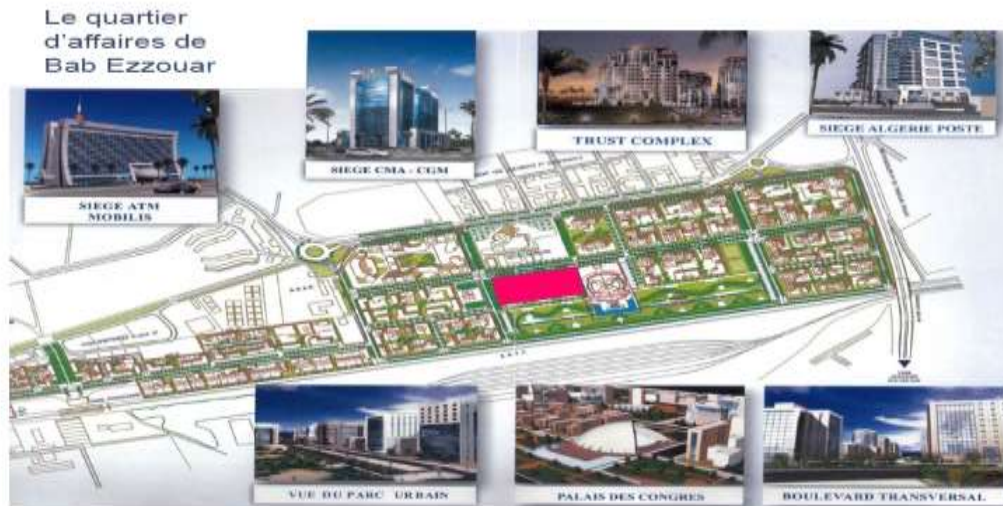 Le quartier
d'affaires de
Bab Ezzouar
SIEGE ATM
MOBILIS
SIEGE CMA - CGM
TRUST COMPLEX
SIEGE ALGERIE POSTE
VUE DU PARC URBAIN
PALAIS DES CONGRES
BOULEVARD TRANSVERSAL